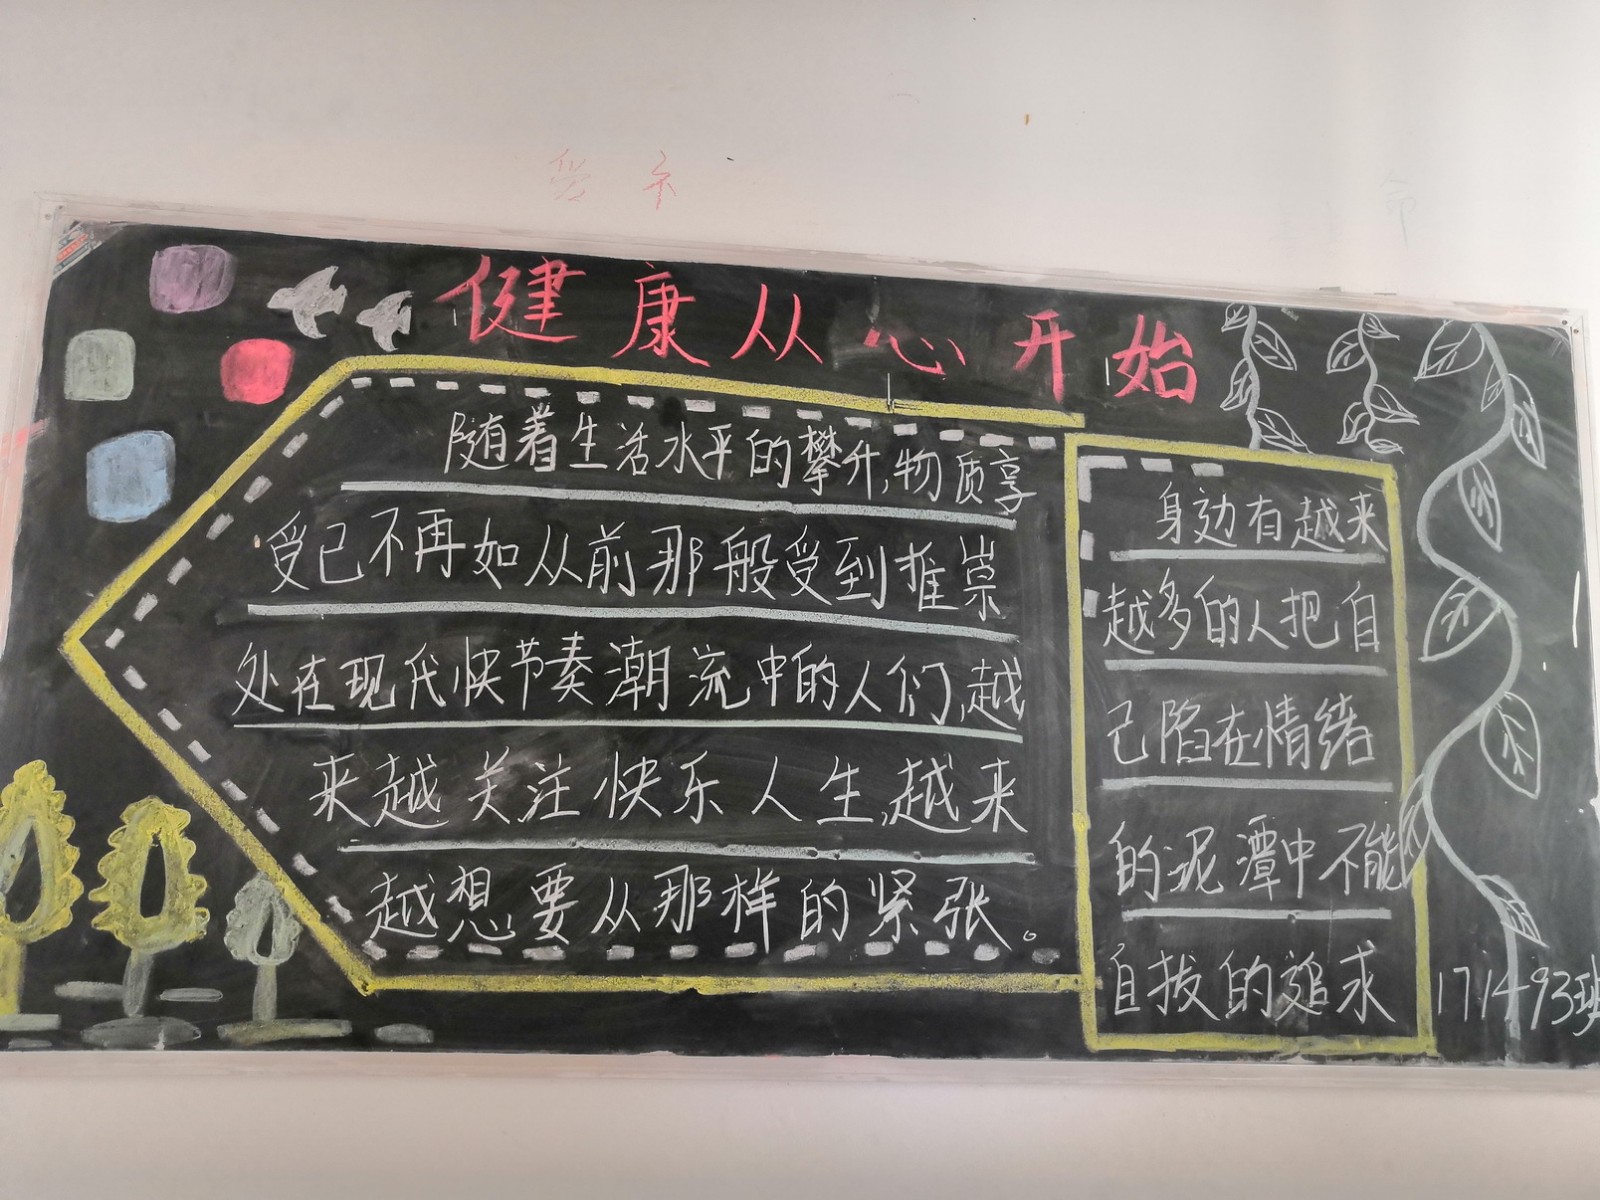 健康从心开始
随着生活水平的攀升,物质享
受已不再如从前那般受到推崇
处在现代快节奏潮流中的人们,越
来越关注快乐人生,越来
越想要从那样的紧张。
身边有越来
越多的人把自
己陷在情绪
的泥潭中不能
自拔的追求
171493班